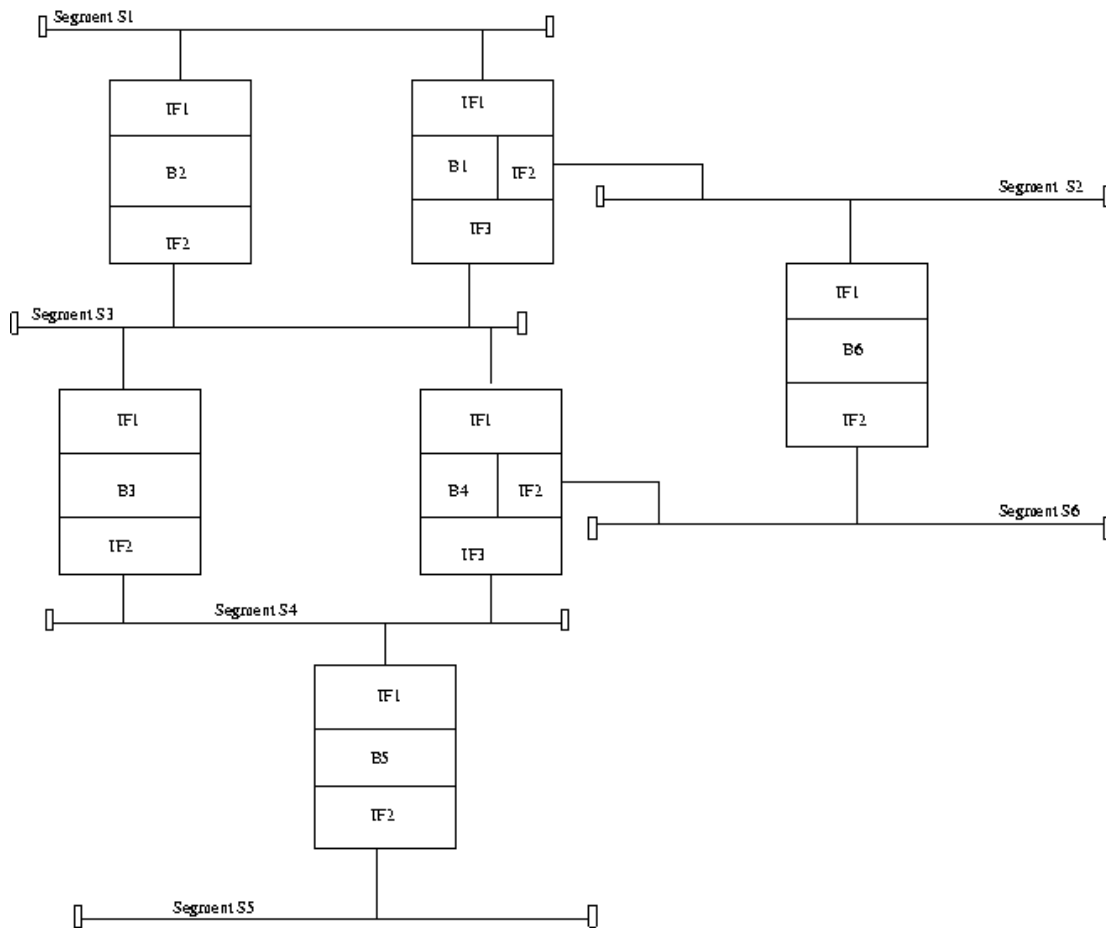 Segment S1
IF1
IF1
B2
B1
IF2
Segment S2
IF2
IF3
Segment S3
IF1
B6
IF2
IF1
IF1
B3
B4
IF2
Segment S6
IF2
IF3
Segment S4
IF1
B5
IF2
Segment S5